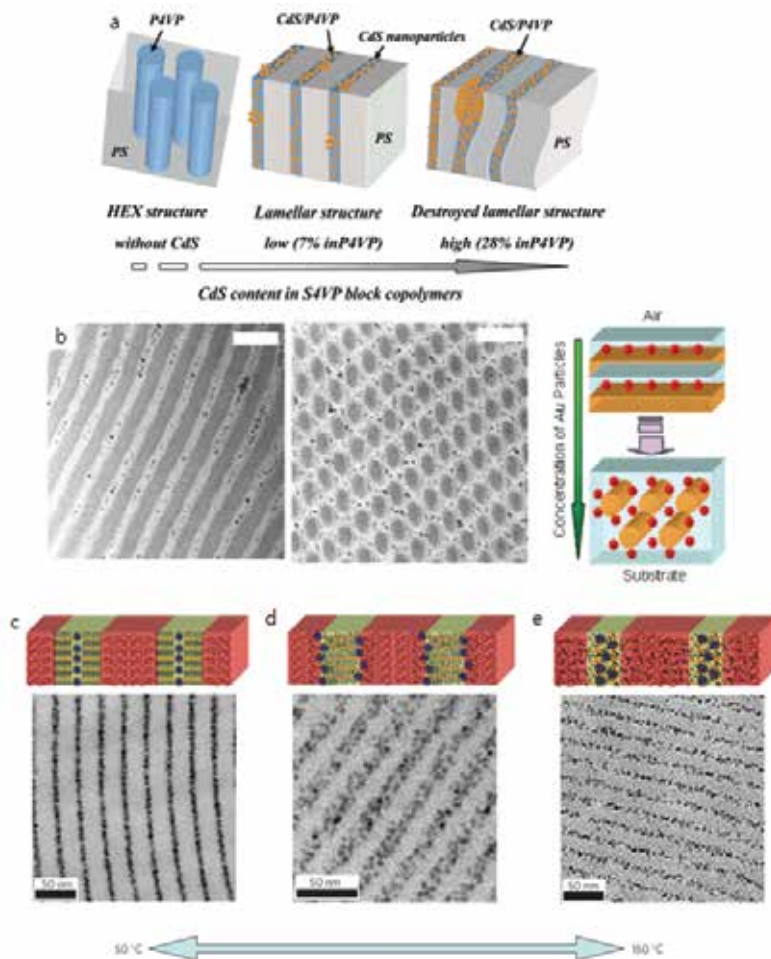 a
P4VP
PS
CdS/P4VP
CdS nanoparticles
PS
CdS/P4VP
PS
HEX structure
without CdS
Lamellar structure
low (7% inP4VP)
Destroyed lamellar structure
high (28% inP4VP)
CdS content in S4VP block copolymers
b
Air
Concentration of Au Particles
Substrate
c
d
e
50 nm
50 nm
50 nm
50 °C
150 °C